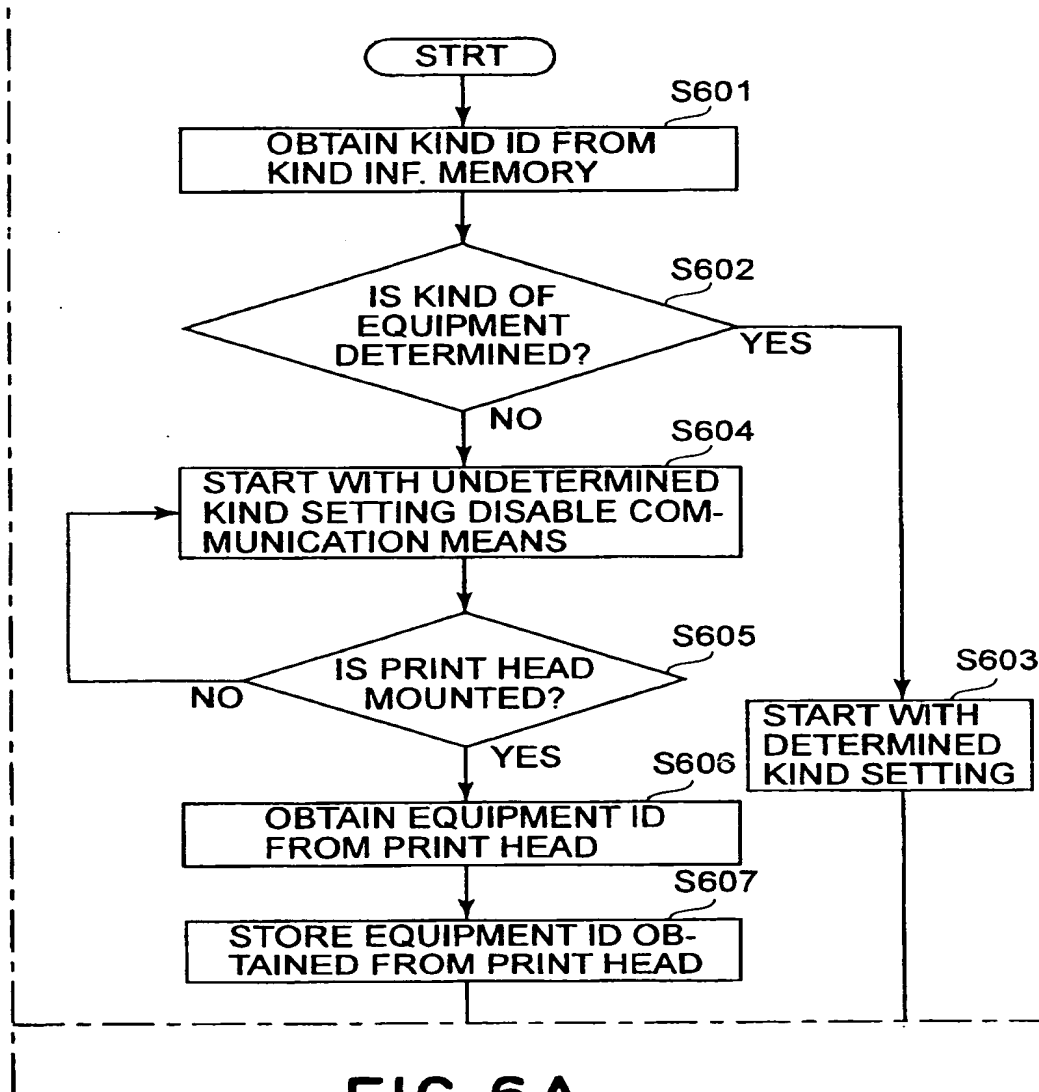 STRT
S601
OBTAIN KIND ID FROM
KIND INF. MEMORY
S602
IS KIND OF
EQUIPMENT
DETERMINED?
YES
NO
S604
START WITH UNDETERMINED
KIND SETTING DISABLE COM-
MUNICATION MEANS
S605
IS PRINT HEAD
MOUNTED?
NO
YES
S603
START WITH
DETERMINED
KIND SETTING
S606
OBTAIN EQUIPMENT ID
FROM PRINT HEAD
S607
STORE EQUIPMENT ID OB-
TAINED FROM PRINT HEAD
FIG.6A